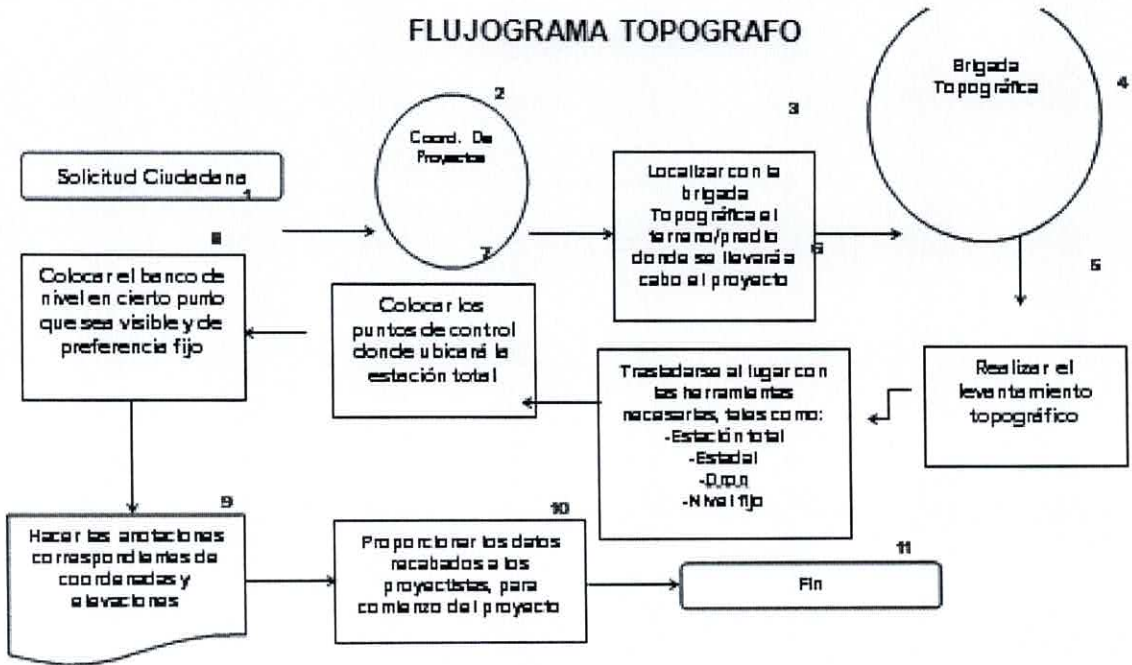 FLUJOGRAMA TOPOGRAFO
Solicitud Ciudadana
1
2
Coord. De
Proyectos
3
Localizar con la
brigada
Topográfica el
terreno/predio
donde se llevará a
cabo el proyecto
4
Brigada
Topográfica
5
Realizar el
levantamiento
topográfico
6
Trasladarse al lugar con
las herramientas
necesarias, tales como:
-Estación total
-Estadal
-Dron
-Nivel fijo
7
Colocar los
puntos de control
donde ubicará la
estación total
8
Colocar el banco de
nivel en cierto punto
que sea visible y de
preferencia fijo
9
Hacer las anotaciones
correspondientes de
coordenadas y
elevaciones
10
Proporcionar los datos
recabados a los
proyectistas, para
comienzo del proyecto
11
Fin